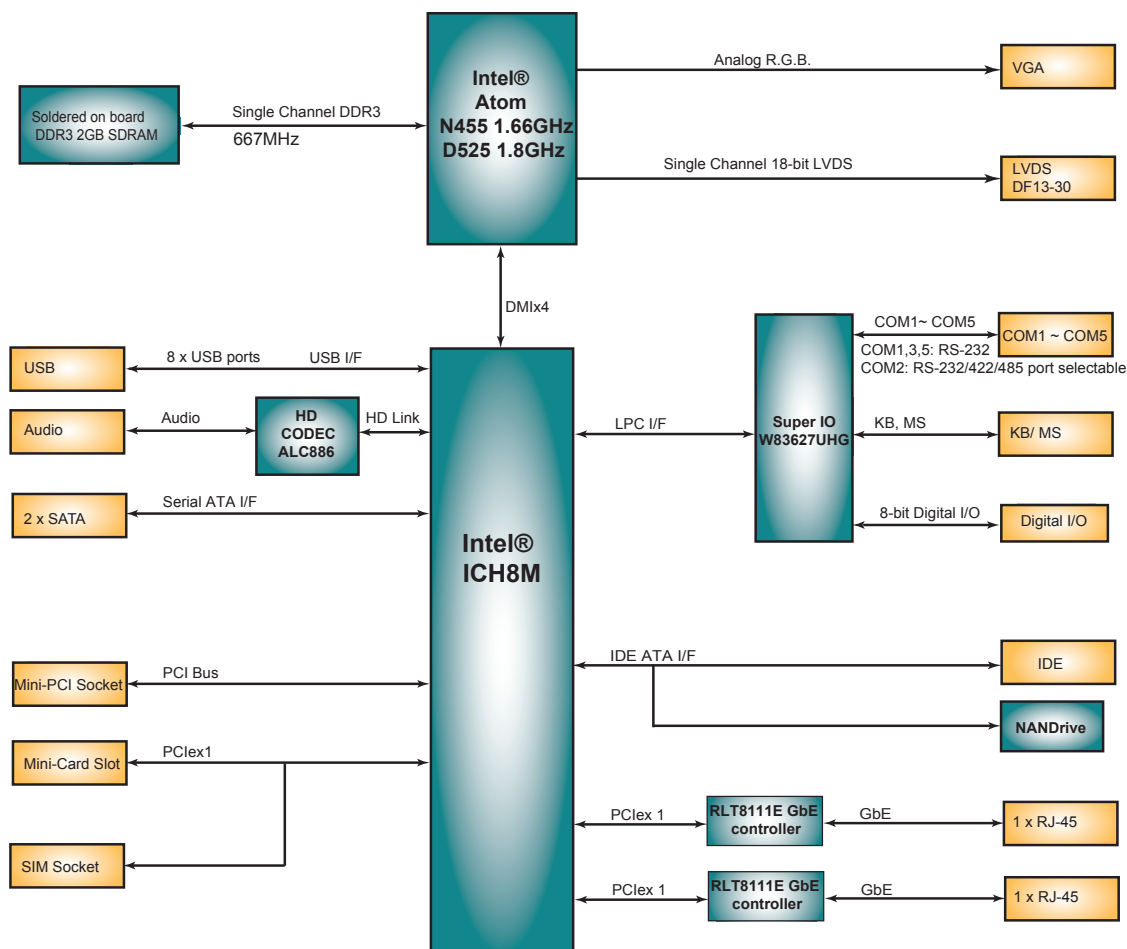 Intel®
Atom
N455 1.66GHz
D525 1.8GHz
Soldered on board
DDR3 2GB SDRAM
Single Channel DDR3
667MHz
Analog R.G.B.
VGA
Single Channel 18-bit LVDS
LVDS
DF13-30
DMIx4
Intel®
ICH8M
USB
8 x USB ports
USB I/F
Audio
Audio
HD
CODEC
ALC886
HD Link
2 x SATA
Serial ATA I/F
Mini-PCI Socket
PCI Bus
Mini-Card Slot
PCIex1
SIM Socket
LPC I/F
Super IO
W83627UHG
COM1~ COM5
COM1,3,5: RS-232
COM2: RS-232/422/485 port selectable
COM1 ~ COM5
KB, MS
KB/ MS
8-bit Digital I/O
Digital I/O
IDE ATA I/F
IDE
NANDrive
PCIex 1
RLT8111E GbE
controller
GbE
1 x RJ-45
PCIex 1
RLT8111E GbE
controller
GbE
1 x RJ-45